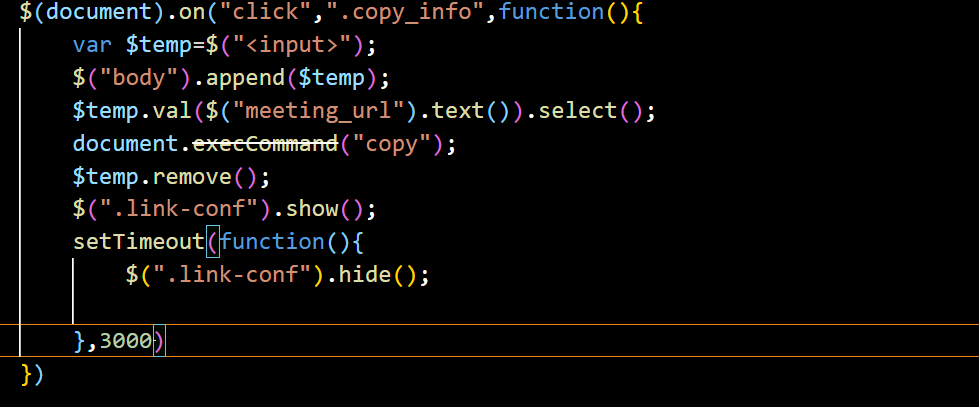 $(document).on("click",".copy_info",function(){
    var $temp=$("<input>");
    $("body").append($temp);
    $temp.val($("meeting_url").text()).select();
    document.execCommand("copy");
    $temp.remove();
    $(".link-conf").show();
    setTimeout(function(){
        $(".link-conf").hide();

    },3000)
})